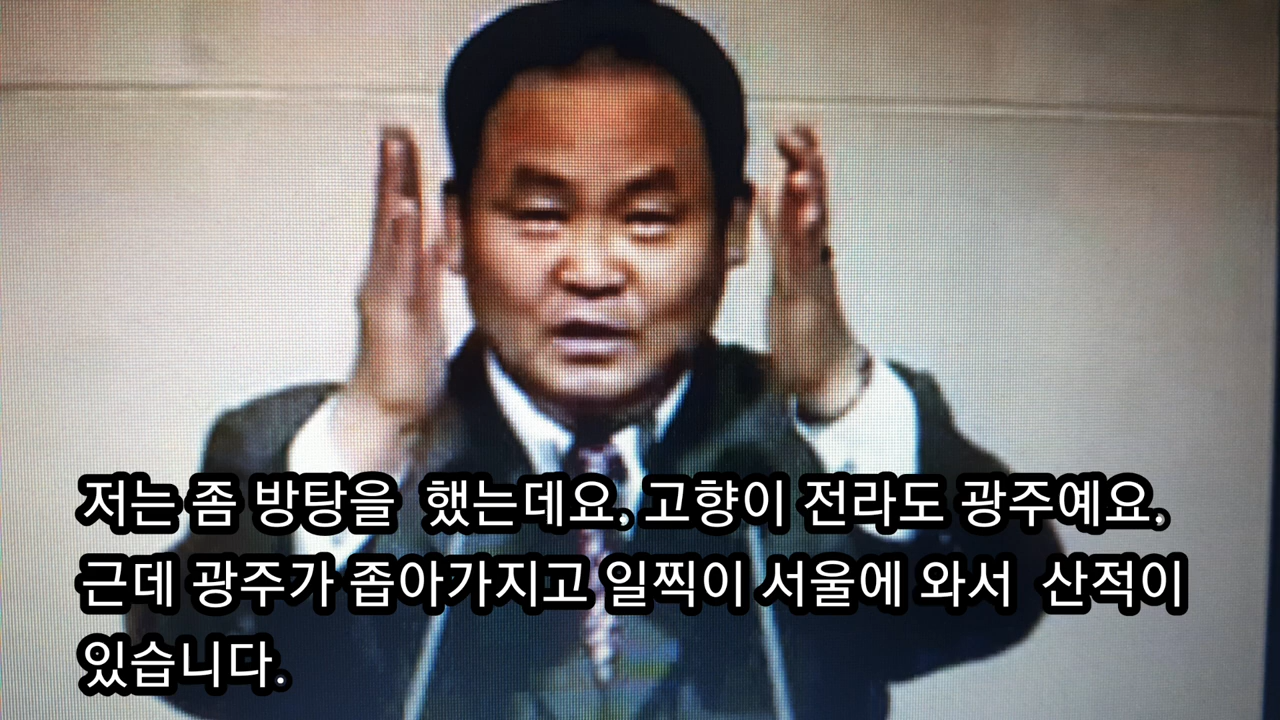 저는 좀 방탕을 했는데요, 고향이 전라도 광주예요,
근데 광주가 좁아가지고 일찍이 서울에 와서 산적이
있습니다.